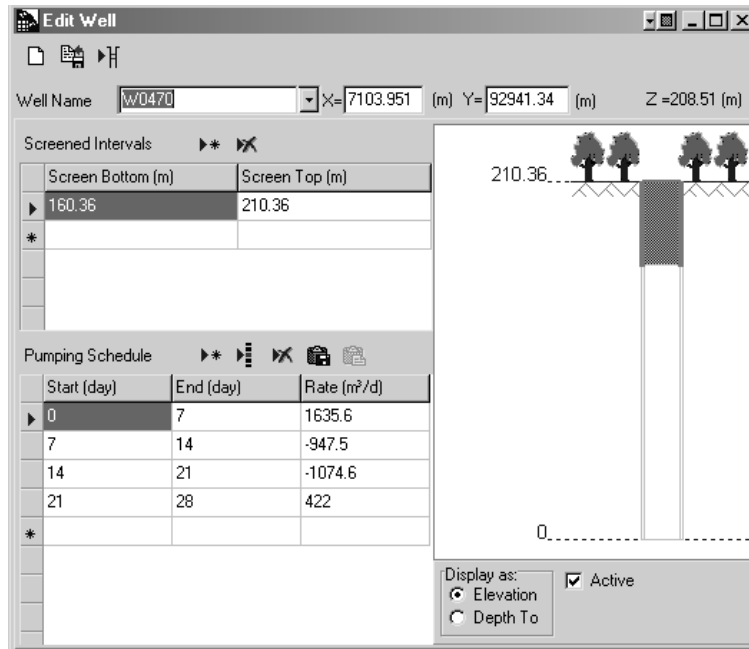 Edit Well
Well Name W0470 X= 7103.951 (m) Y= 92941.34 (m) Z =208.51 (m)
Screened Intervals
Screen Bottom (m) Screen Top (m)
160.36 210.36
210.36
Pumping Schedule
Start (day) End (day) Rate (m³/d)
0 7 1635.6
7 14 -947.5
14 21 -1074.6
21 28 422
0
Display as:
Elevation
Depth To
Active